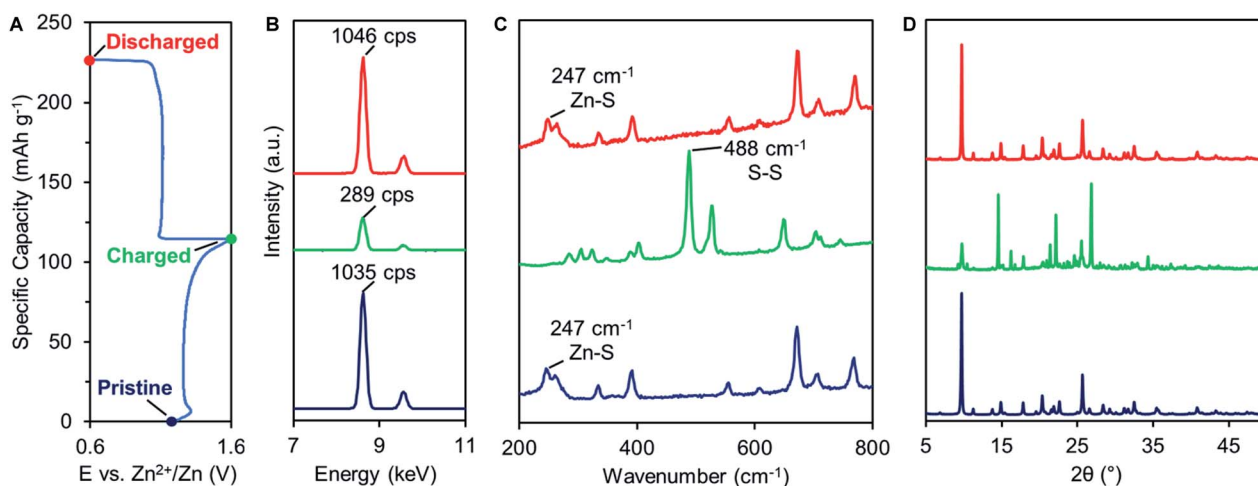 A
250
200
150
100
50
0
Specific Capacity (mAh g⁻¹)
Discharged
Charged
Pristine
0.6
1.6
E vs. Zn²⁺/Zn (V)
B
Intensity (a.u.)
1046 cps
289 cps
1035 cps
7
9
11
Energy (keV)
C
247 cm⁻¹
Zn-S
488 cm⁻¹
S-S
247 cm⁻¹
Zn-S
200
400
600
800
Wavenumber (cm⁻¹)
D
5
15
25
35
45
2θ (°)